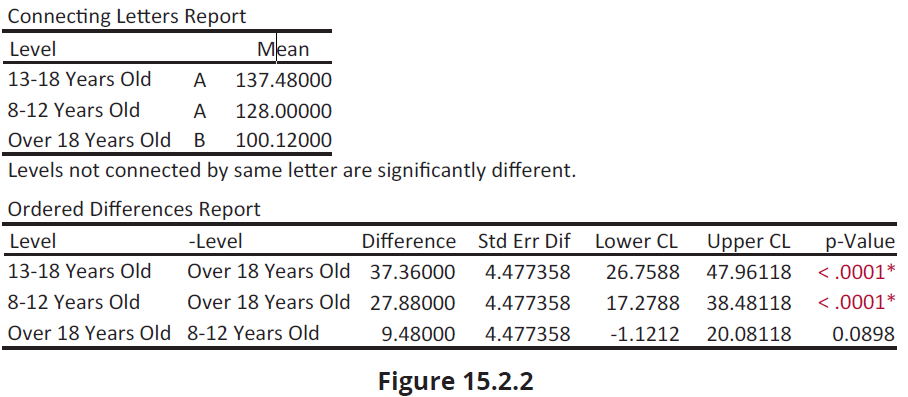 Connecting Letters Report
Level Mean
13-18 Years Old A 137.48000
8-12 Years Old A 128.00000
Over 18 Years Old B 100.12000
Levels not connected by same letter are significantly different.
Ordered Differences Report
Level -Level Difference Std Err Dif Lower CL Upper CL p-Value
13-18 Years Old Over 18 Years Old 37.36000 4.477358 26.7588 47.96118 < .0001*
8-12 Years Old Over 18 Years Old 27.88000 4.477358 17.2788 38.48118 < .0001*
Over 18 Years Old 8-12 Years Old 9.48000 4.477358 -1.1212 20.08118 0.0898
Figure 15.2.2